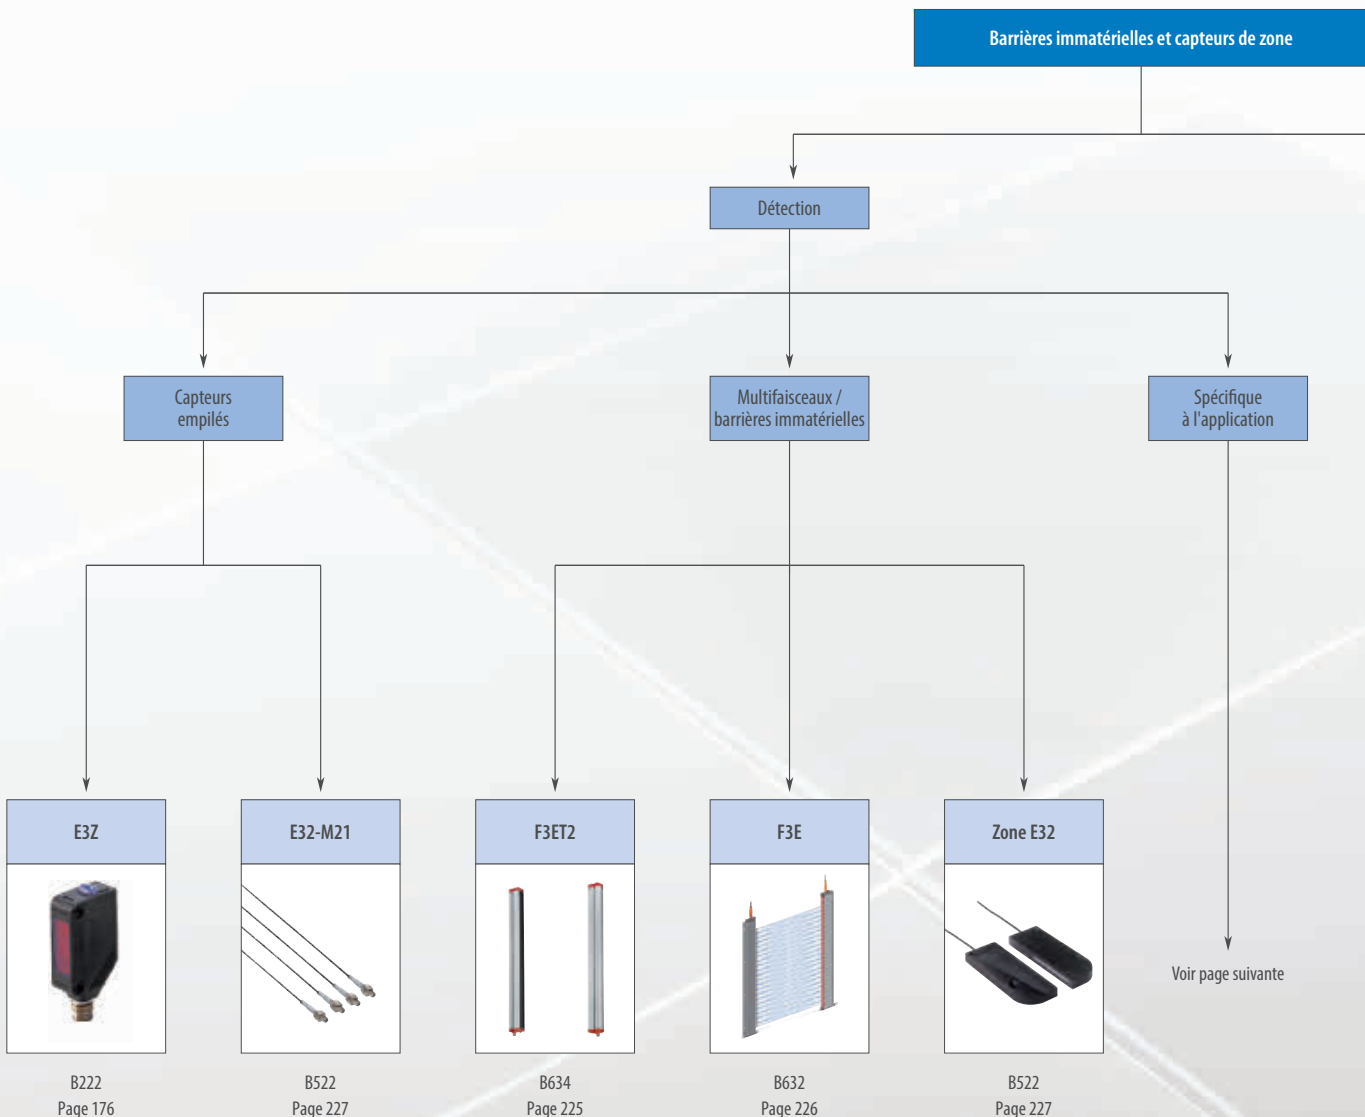 Barrières immatérielles et capteurs de zone
Détection
Capteurs
empilés
Multifaisceaux /
barrières immatérielles
Spécifique
à l'application
E3Z
E32-M21
F3ET2
F3E
Zone E32
Voir page suivante
B222
Page 176
B522
Page 227
B634
Page 225
B632
Page 226
B522
Page 227